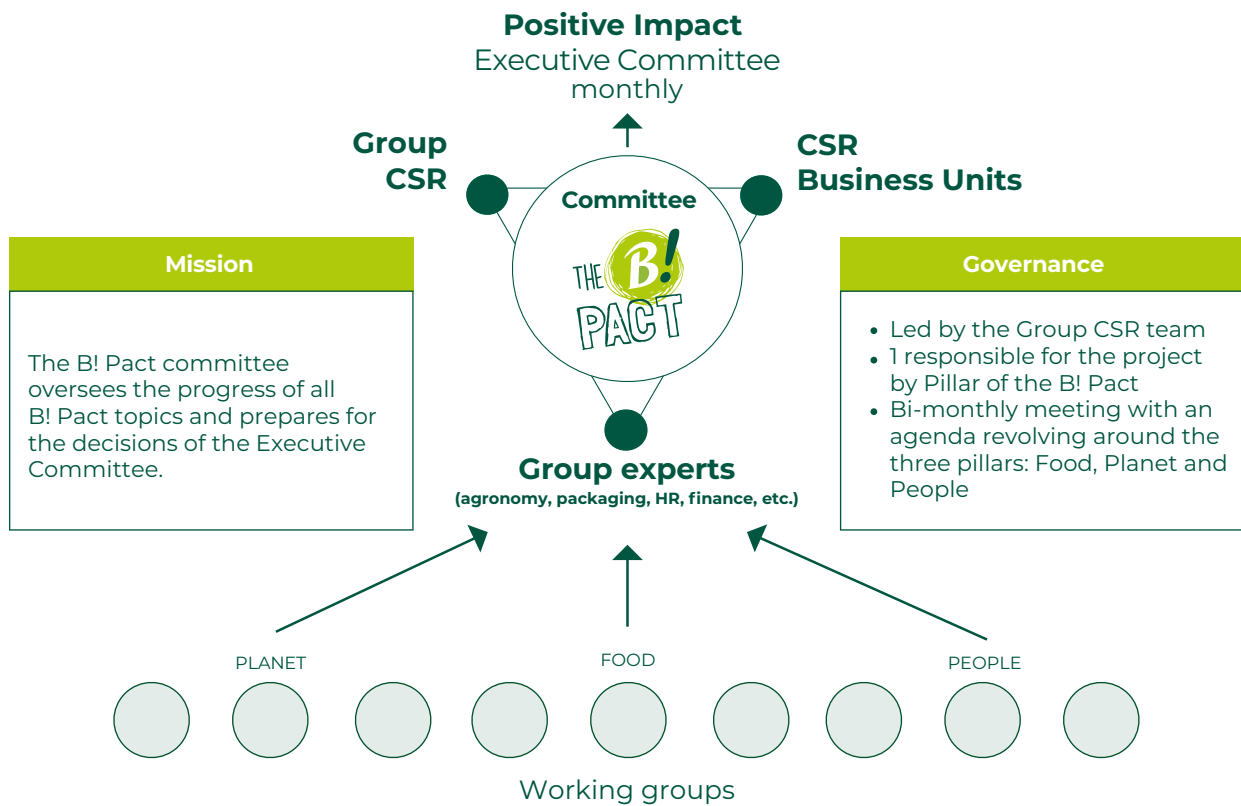 Positive Impact
Executive Committee
monthly
Group
CSR
CSR
Business Units
Committee
THE B!
PACT
Mission
The B! Pact committee
oversees the progress of all
B! Pact topics and prepares for
the decisions of the Executive
Committee.
Governance
• Led by the Group CSR team
• 1 responsible for the project
by Pillar of the B! Pact
• Bi-monthly meeting with an
agenda revolving around the
three pillars: Food, Planet and
People
Group experts
(agronomy, packaging, HR, finance, etc.)
PLANET
FOOD
PEOPLE
Working groups